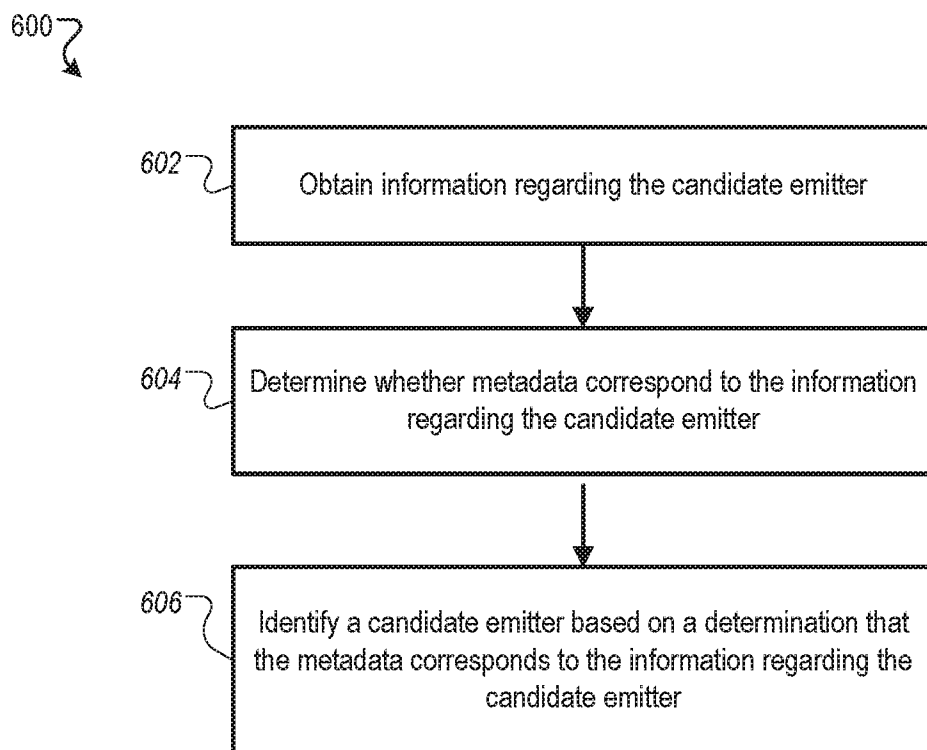 600
602
Obtain information regarding the candidate emitter
604
Determine whether metadata correspond to the information
regarding the candidate emitter
606
Identify a candidate emitter based on a determination that
the metadata corresponds to the information regarding the
candidate emitter